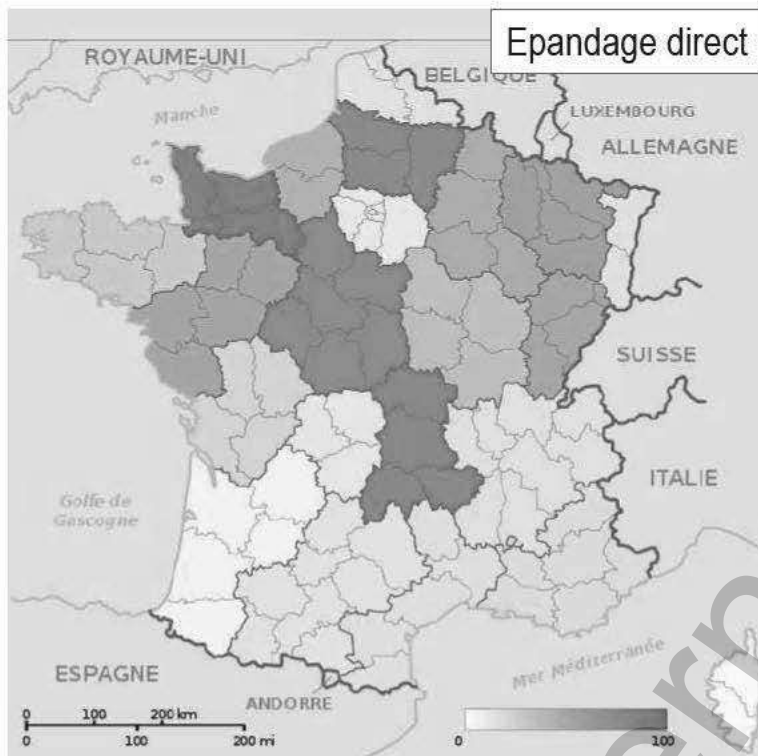 Epandage direct
ROYAUME-UNI
BELGIQUE
Manche
LUXEMBOURG
ALLEMAGNE
SUISSE
ITALIE
Golfe de
Gascogne
ESPAGNE
ANDORRE
Mer Méditerranée
0 100 200 km
0 100 200 mi
0 100